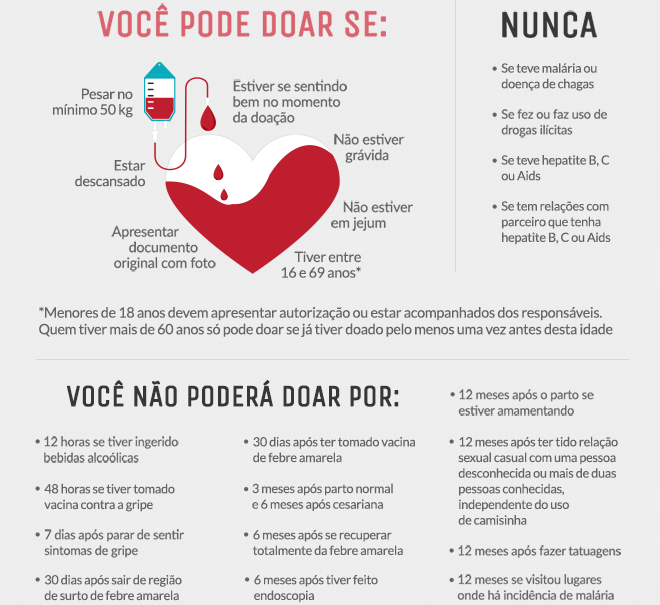 VOCÊ PODE DOAR SE:
Pesar no
mínimo 50 kg
Estiver se sentindo
bem no momento
da doação
Não estiver
grávida
Estar
descansado
Não estiver
em jejum
Apresentar
documento
original com foto
Tiver entre
16 e 69 anos*
NUNCA
• Se teve malária ou
doença de chagas
• Se fez ou faz uso de
drogas ilícitas
• Se teve hepatite B, C
ou Aids
• Se tem relações com
parceiro que tenha
hepatite B, C ou Aids
*Menores de 18 anos devem apresentar autorização ou estar acompanhados dos responsáveis.
Quem tiver mais de 60 anos só pode doar se já tiver doado pelo menos uma vez antes desta idade
VOCÊ NÃO PODERÁ DOAR POR:
• 12 horas se tiver ingerido
bebidas alcoólicas
• 48 horas se tiver tomado
vacina contra a gripe
• 7 dias após parar de sentir
sintomas de gripe
• 30 dias após sair de região
de surto de febre amarela
• 30 dias após ter tomado vacina
de febre amarela
• 3 meses após parto normal
e 6 meses após cesariana
• 6 meses após se recuperar
totalmente da febre amarela
• 6 meses após tiver feito
endoscopia
• 12 meses após o parto se
estiver amamentando
• 12 meses após ter tido relação
sexual casual com uma pessoa
desconhecida ou mais de duas
pessoas conhecidas,
independente do uso
de camisinha
• 12 meses após fazer tatuagens
• 12 meses se visitou lugares
onde há incidência de malária